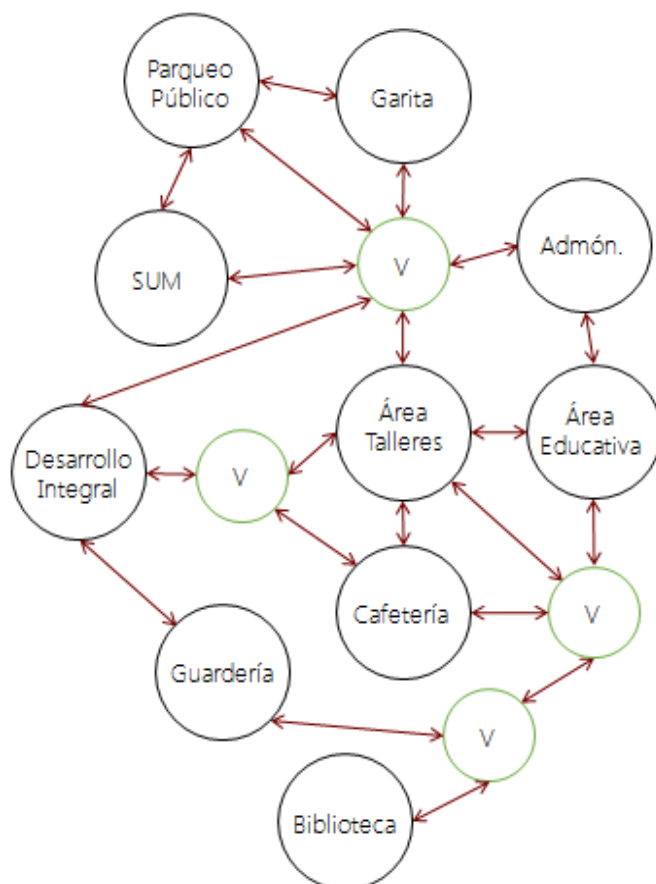 Parqueo
Público
Garita
V
Admón.
SUM
Área
Talleres
Área
Educativa
Desarrollo
Integral
V
Cafetería
V
Guardería
V
Biblioteca